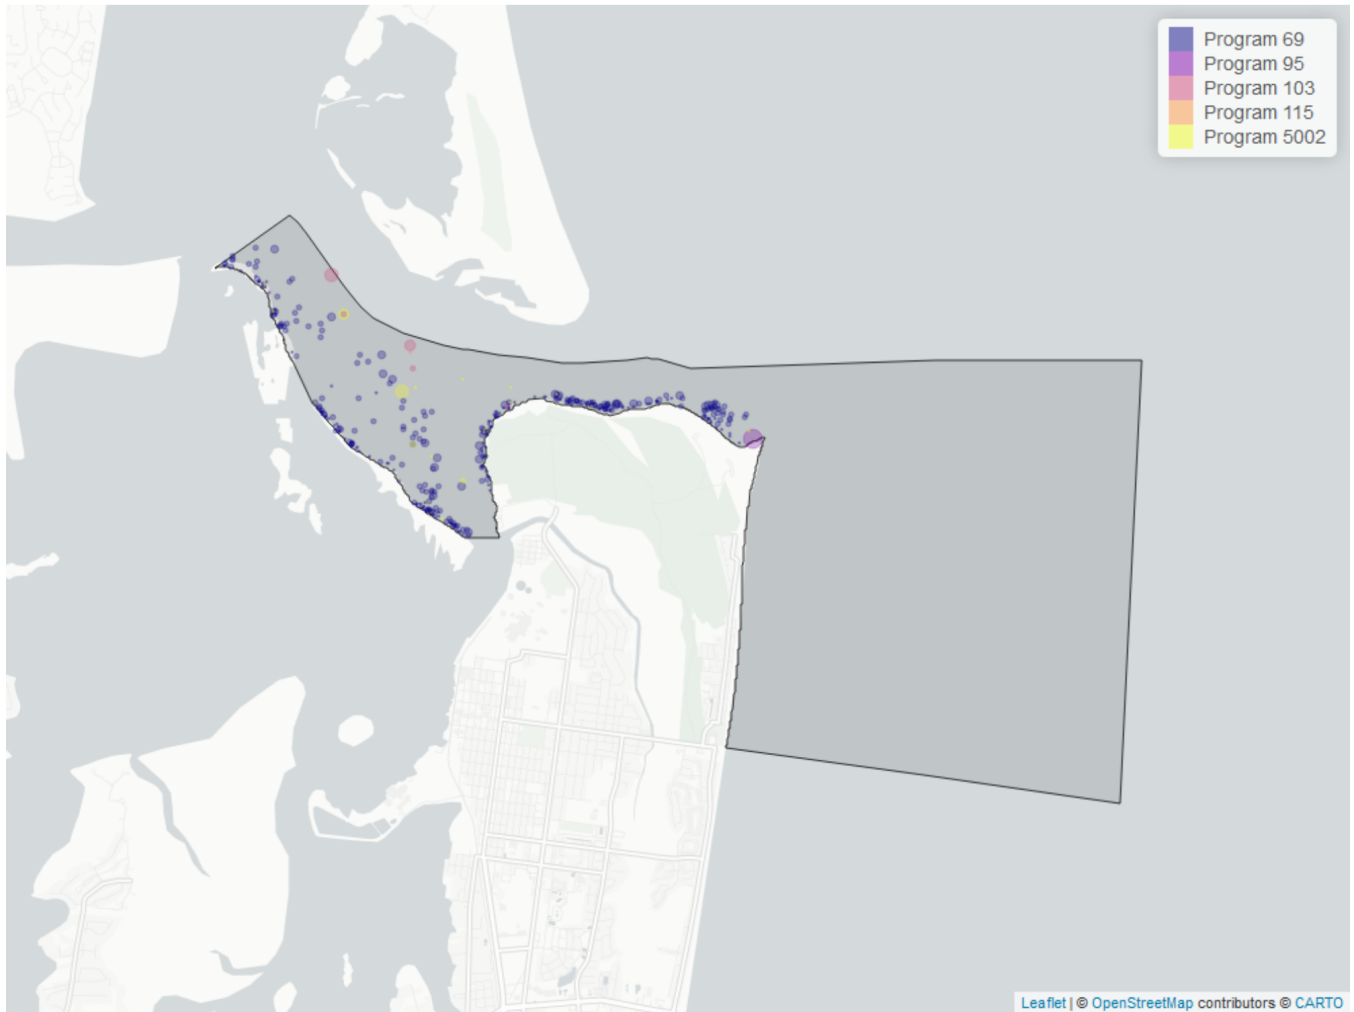 Program 69
Program 95
Program 103
Program 115
Program 5002
Leaflet | © OpenStreetMap contributors © CARTO